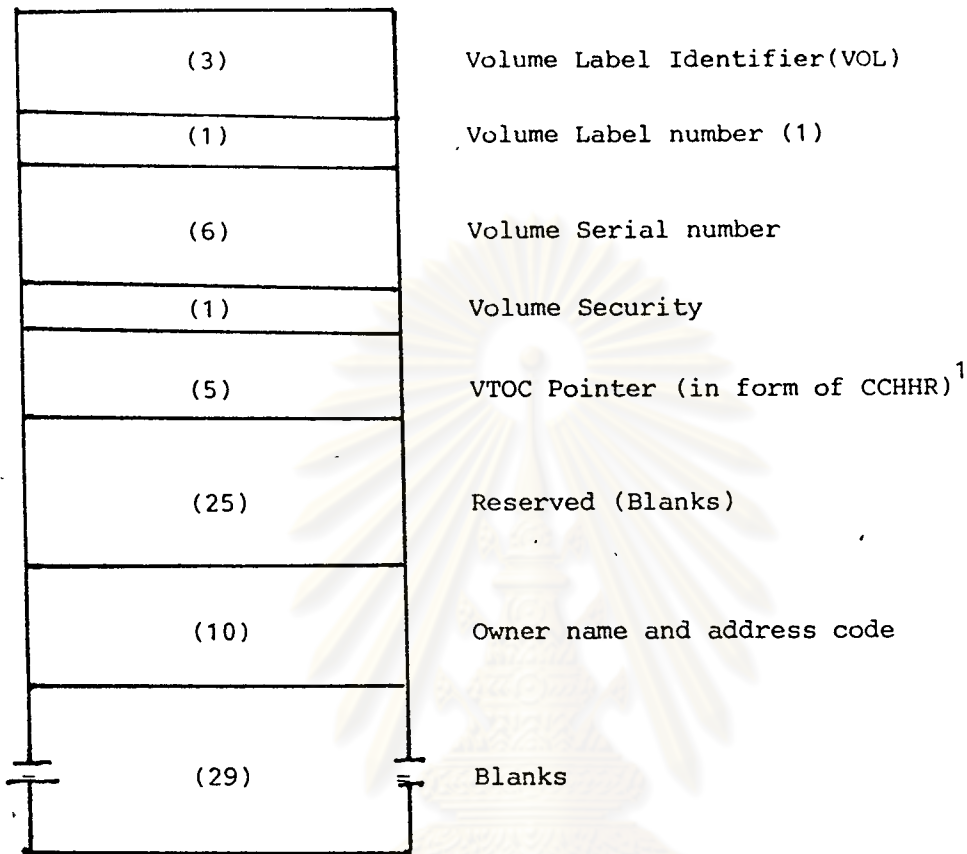 (3) Volume Label Identifier(VOL)
(1) Volume Label number (1)
(6) Volume Serial number
(1) Volume Security
(5) VTOC Pointer (in form of CCHHR)1
(25) Reserved (Blanks)
(10) Owner name and address code
(29) Blanks